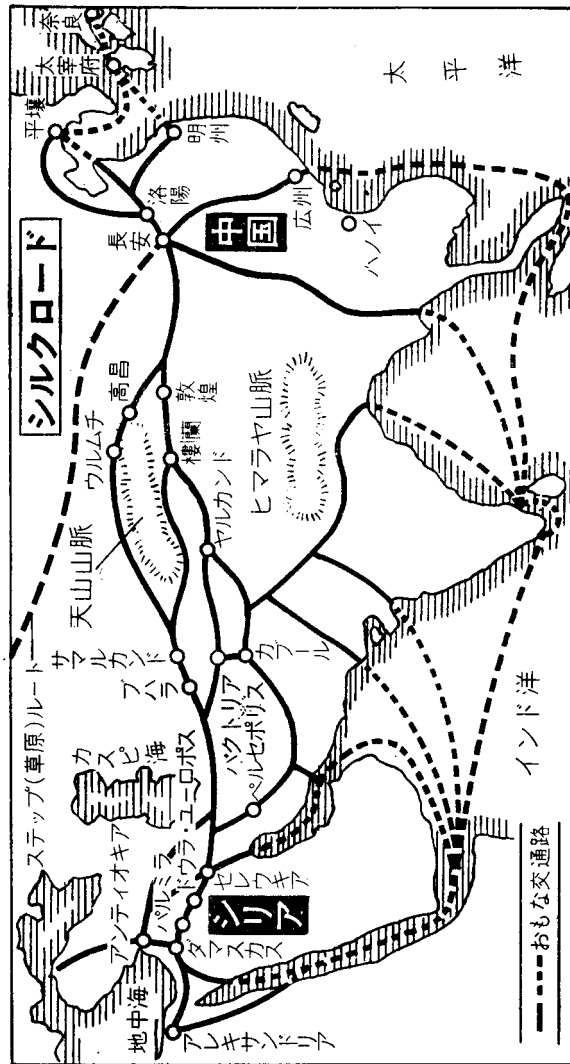 シルクロード
ステップ(草原)ルート
カスピ海
アンティオキア
パルミラ
ドゥラ・ユーロポス
地中海
シリア
ダマスカス
セレウキア
アレキサンドリア
ブハラ
サマルカンド
バクトリア
ペルセポリス
カブール
天山山脈
ウルムチ
高昌
敦煌
楼蘭
ヤルカンド
ヒマラヤ山脈
長安
洛陽
中国
平壌
明州
広州
ハノイ
太宰府
奈良
太平洋
インド洋
おもな交通路